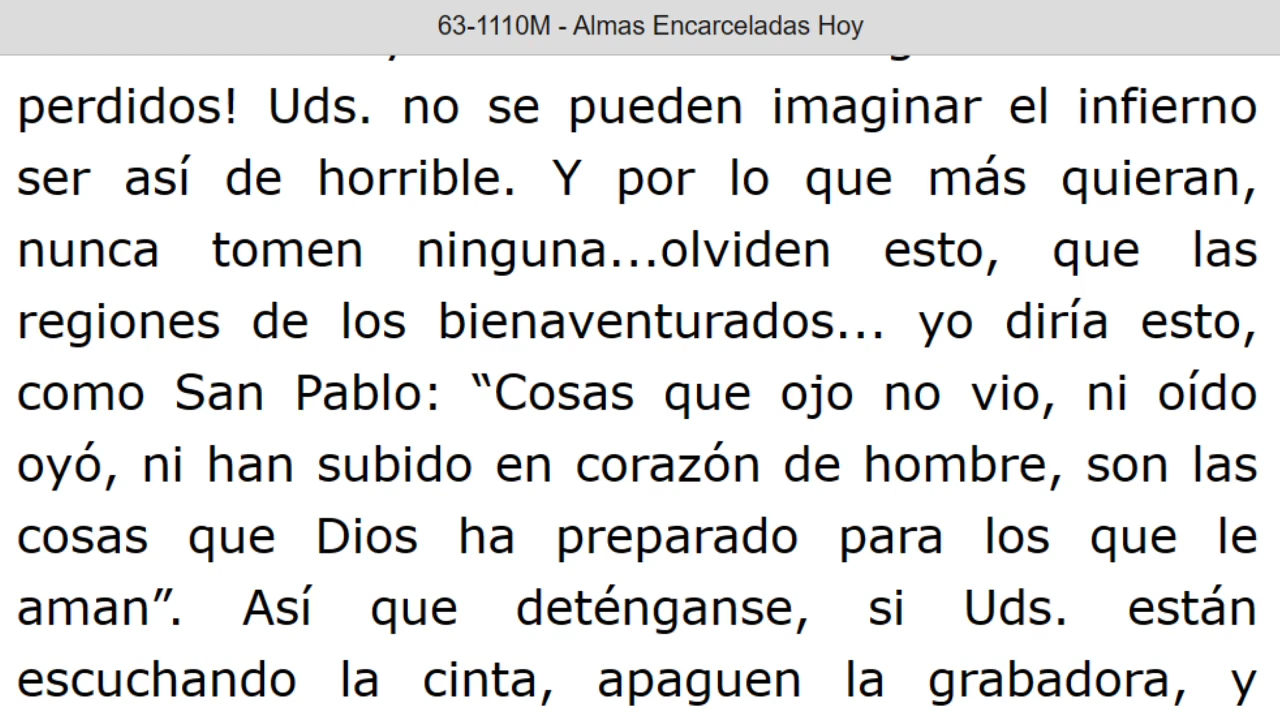 63-1110M - Almas Encarceladas Hoy
perdidos! Uds. no se pueden imaginar el infierno
ser así de horrible. Y por lo que más quieran,
nunca tomen ninguna...olviden esto, que las
regiones de los bienaventurados... yo diría esto,
como San Pablo: “Cosas que ojo no vio, ni oído
oyó, ni han subido en corazón de hombre, son las
cosas que Dios ha preparado para los que le
aman”. Así que deténganse, si Uds. están
escuchando la cinta, apaguen la grabadora, y